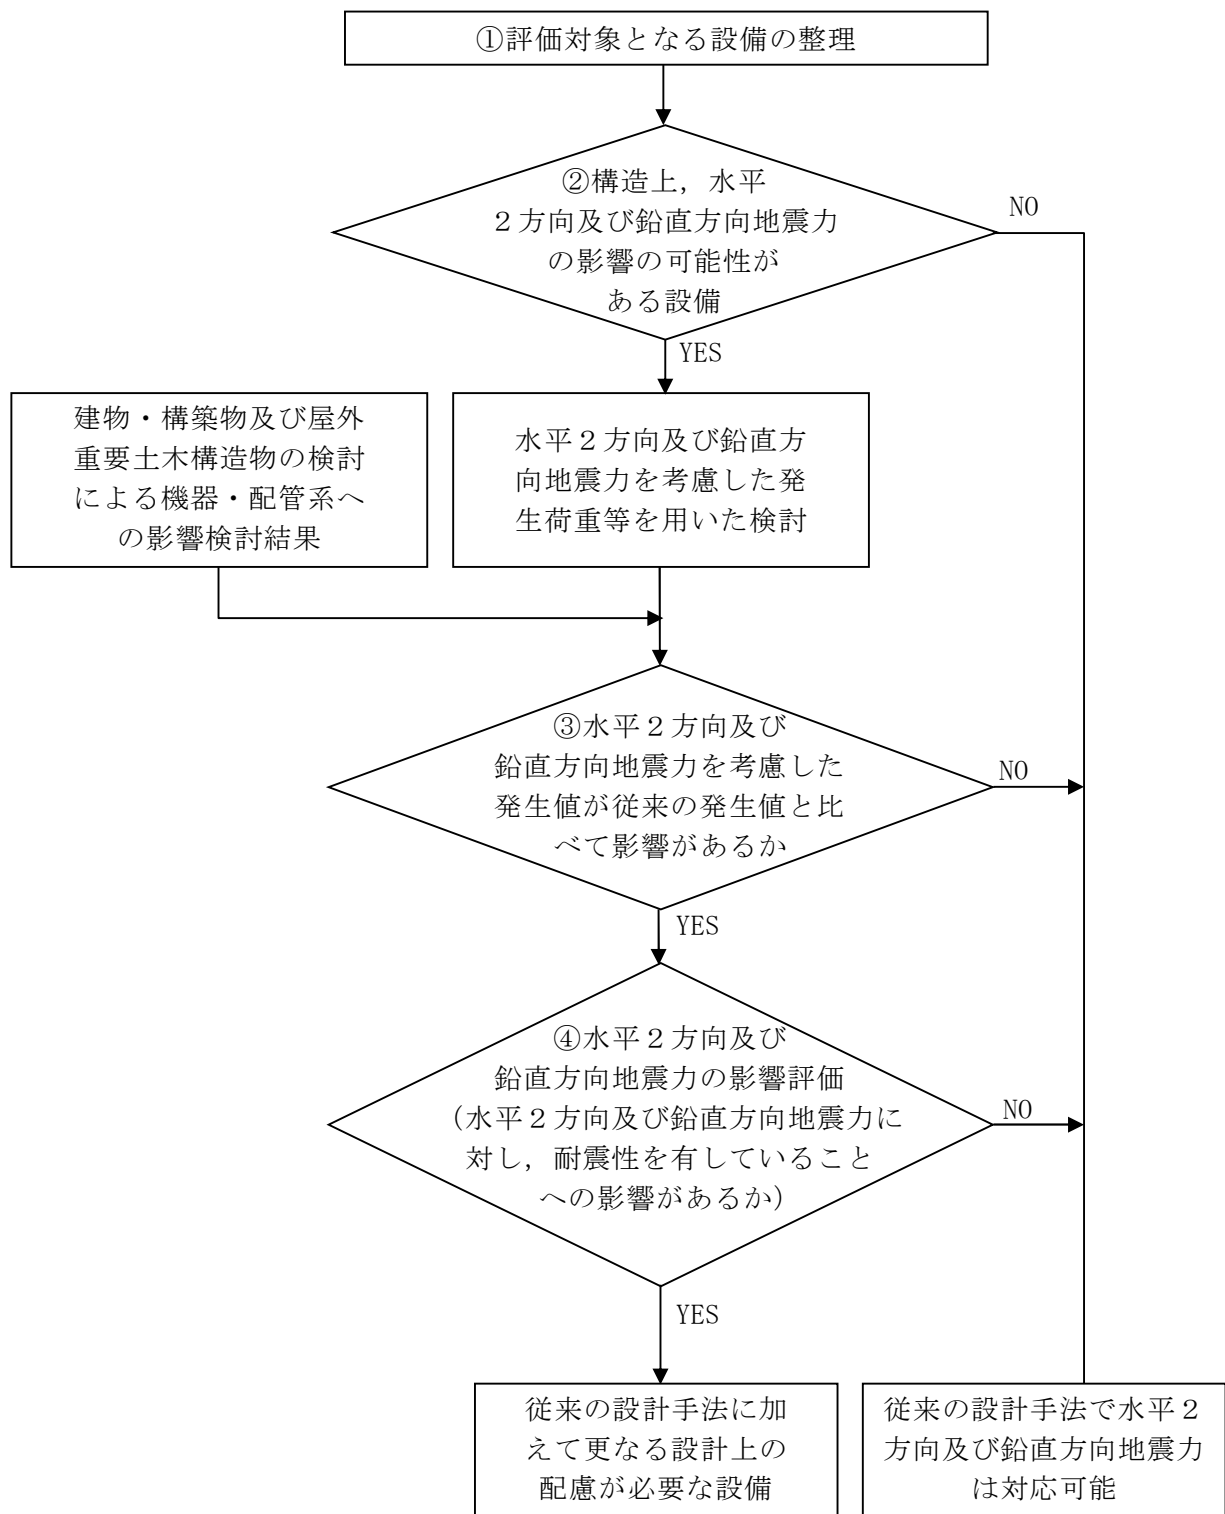 ①評価対象となる設備の整理
②構造上，水平
２方向及び鉛直方向地震力
の影響の可能性が
ある設備
NO
YES
建物・構築物及び屋外
重要土木構造物の検討
による機器・配管系へ
の影響検討結果
水平２方向及び鉛直方
向地震力を考慮した発
生荷重等を用いた検討
③水平２方向及び
鉛直方向地震力を考慮した
発生値が従来の発生値と比
べて影響があるか
NO
YES
④水平２方向及び
鉛直方向地震力の影響評価
（水平２方向及び鉛直方向地震力に
対し，耐震性を有していること
への影響があるか）
NO
YES
従来の設計手法に加
えて更なる設計上の
配慮が必要な設備
従来の設計手法で水平２
方向及び鉛直方向地震力
は対応可能